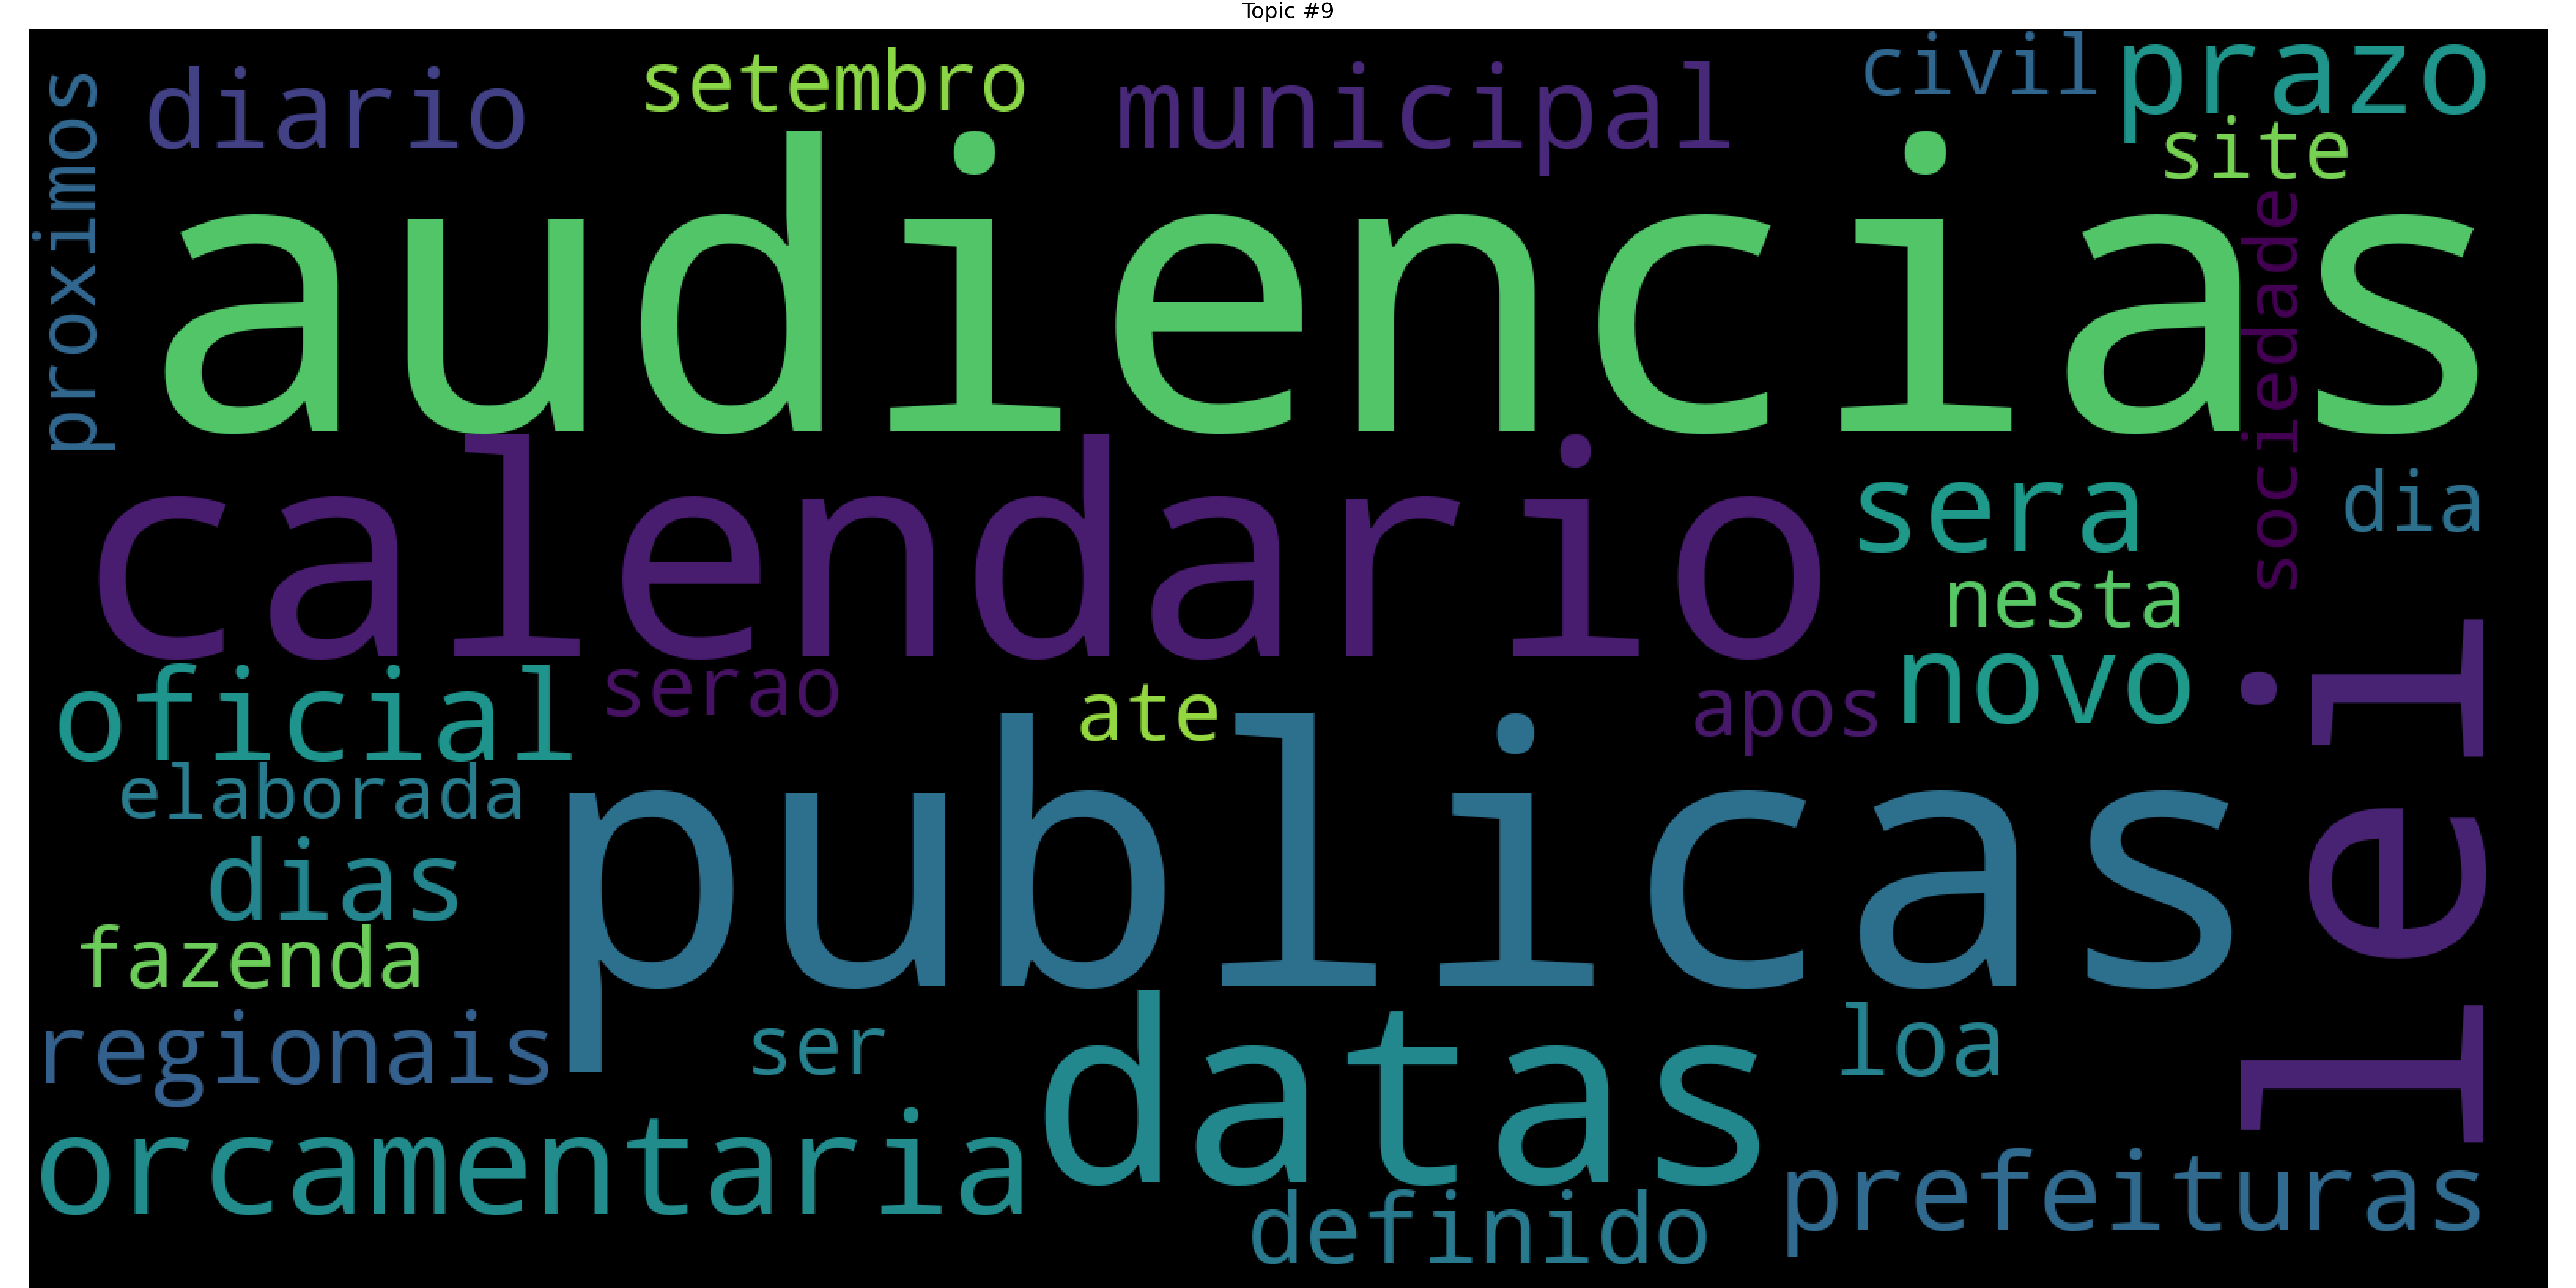 Topic #9
proximos
diario
setembro
municipal
civil
prazo
site
audiencias
sociedade
calendario
sera
dia
nesta
novo
oficial
serao
ate
apos
lei
elaborada
publicas
dias
fazenda
regionais
ser
datas
loa
orcamentaria
definido
prefeituras